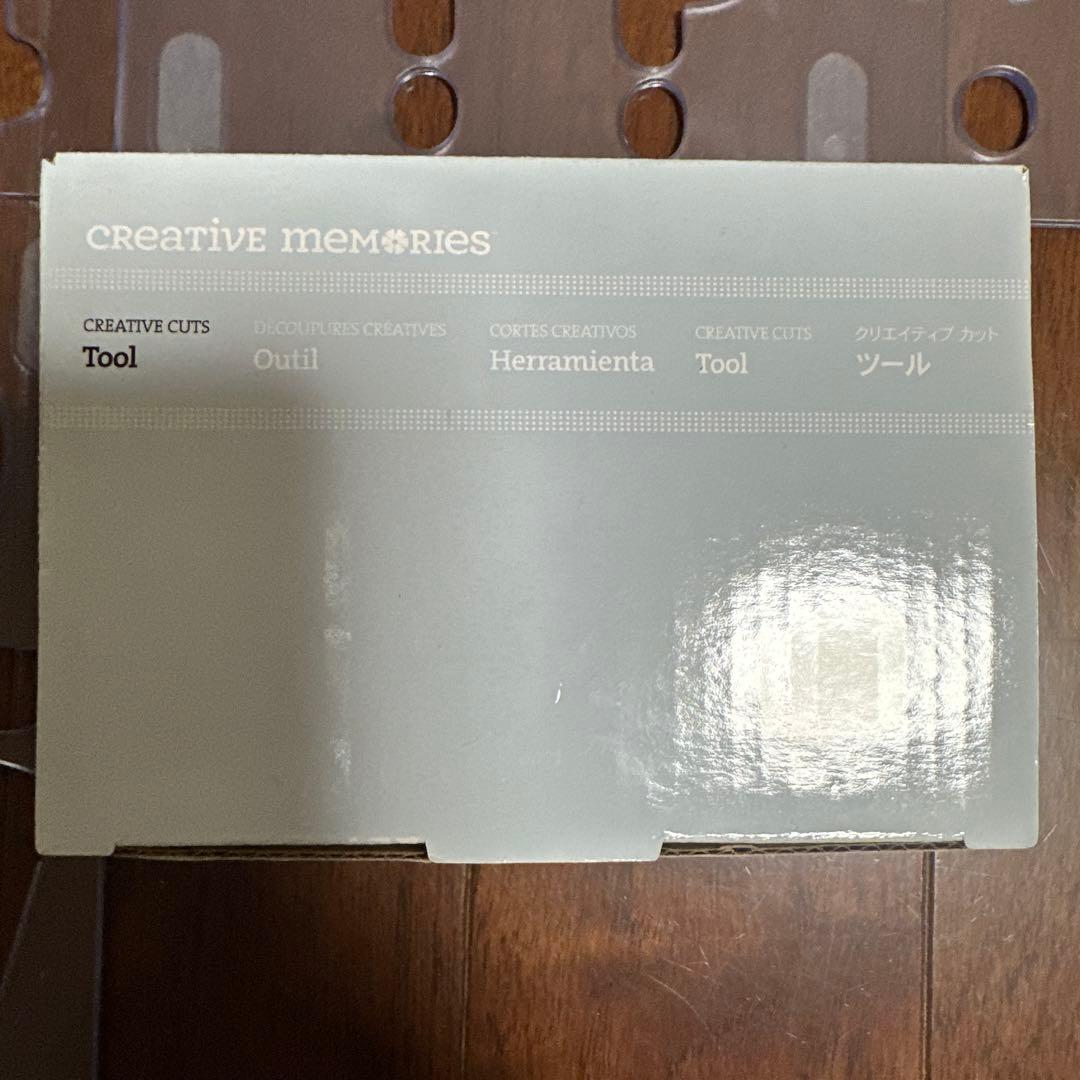 CREATIVE MEMORIES
CREATIVE CUTS
Tool
DÉCOUPURES CRÉATIVES
Outil
CORTES CREATIVOS
Herramienta
CREATIVE CUTS
Tool
クリエイティブ カット
ツール